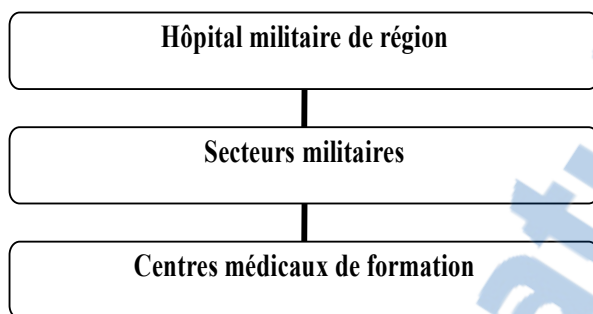 Hôpital militaire de région
Secteurs militaires
Centres médicaux de formation